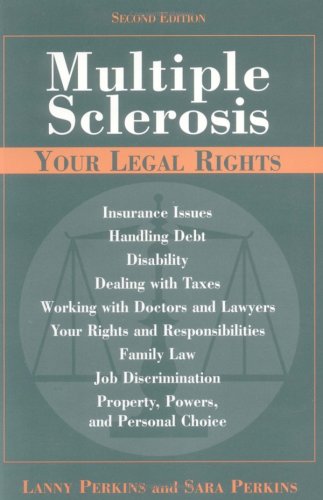 SECOND EDITION
Multiple
Sclerosis
YOUR LEGAL RIGHTS
Insurance Issues
Handling Debt
Disability
Dealing with Taxes
Working with Doctors and Lawyers
Your Rights and Responsibilities
Family Law
Job Discrimination
Property, Powers,
and Personal Choice
LANNY PERKINS and SARA PERKINS